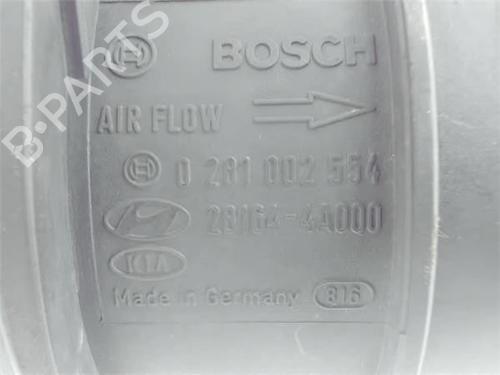 BOSCH
AIR FLOW
0 281 002 554
28164-4A000
KIA
Made in Germany 816
B-PARTS